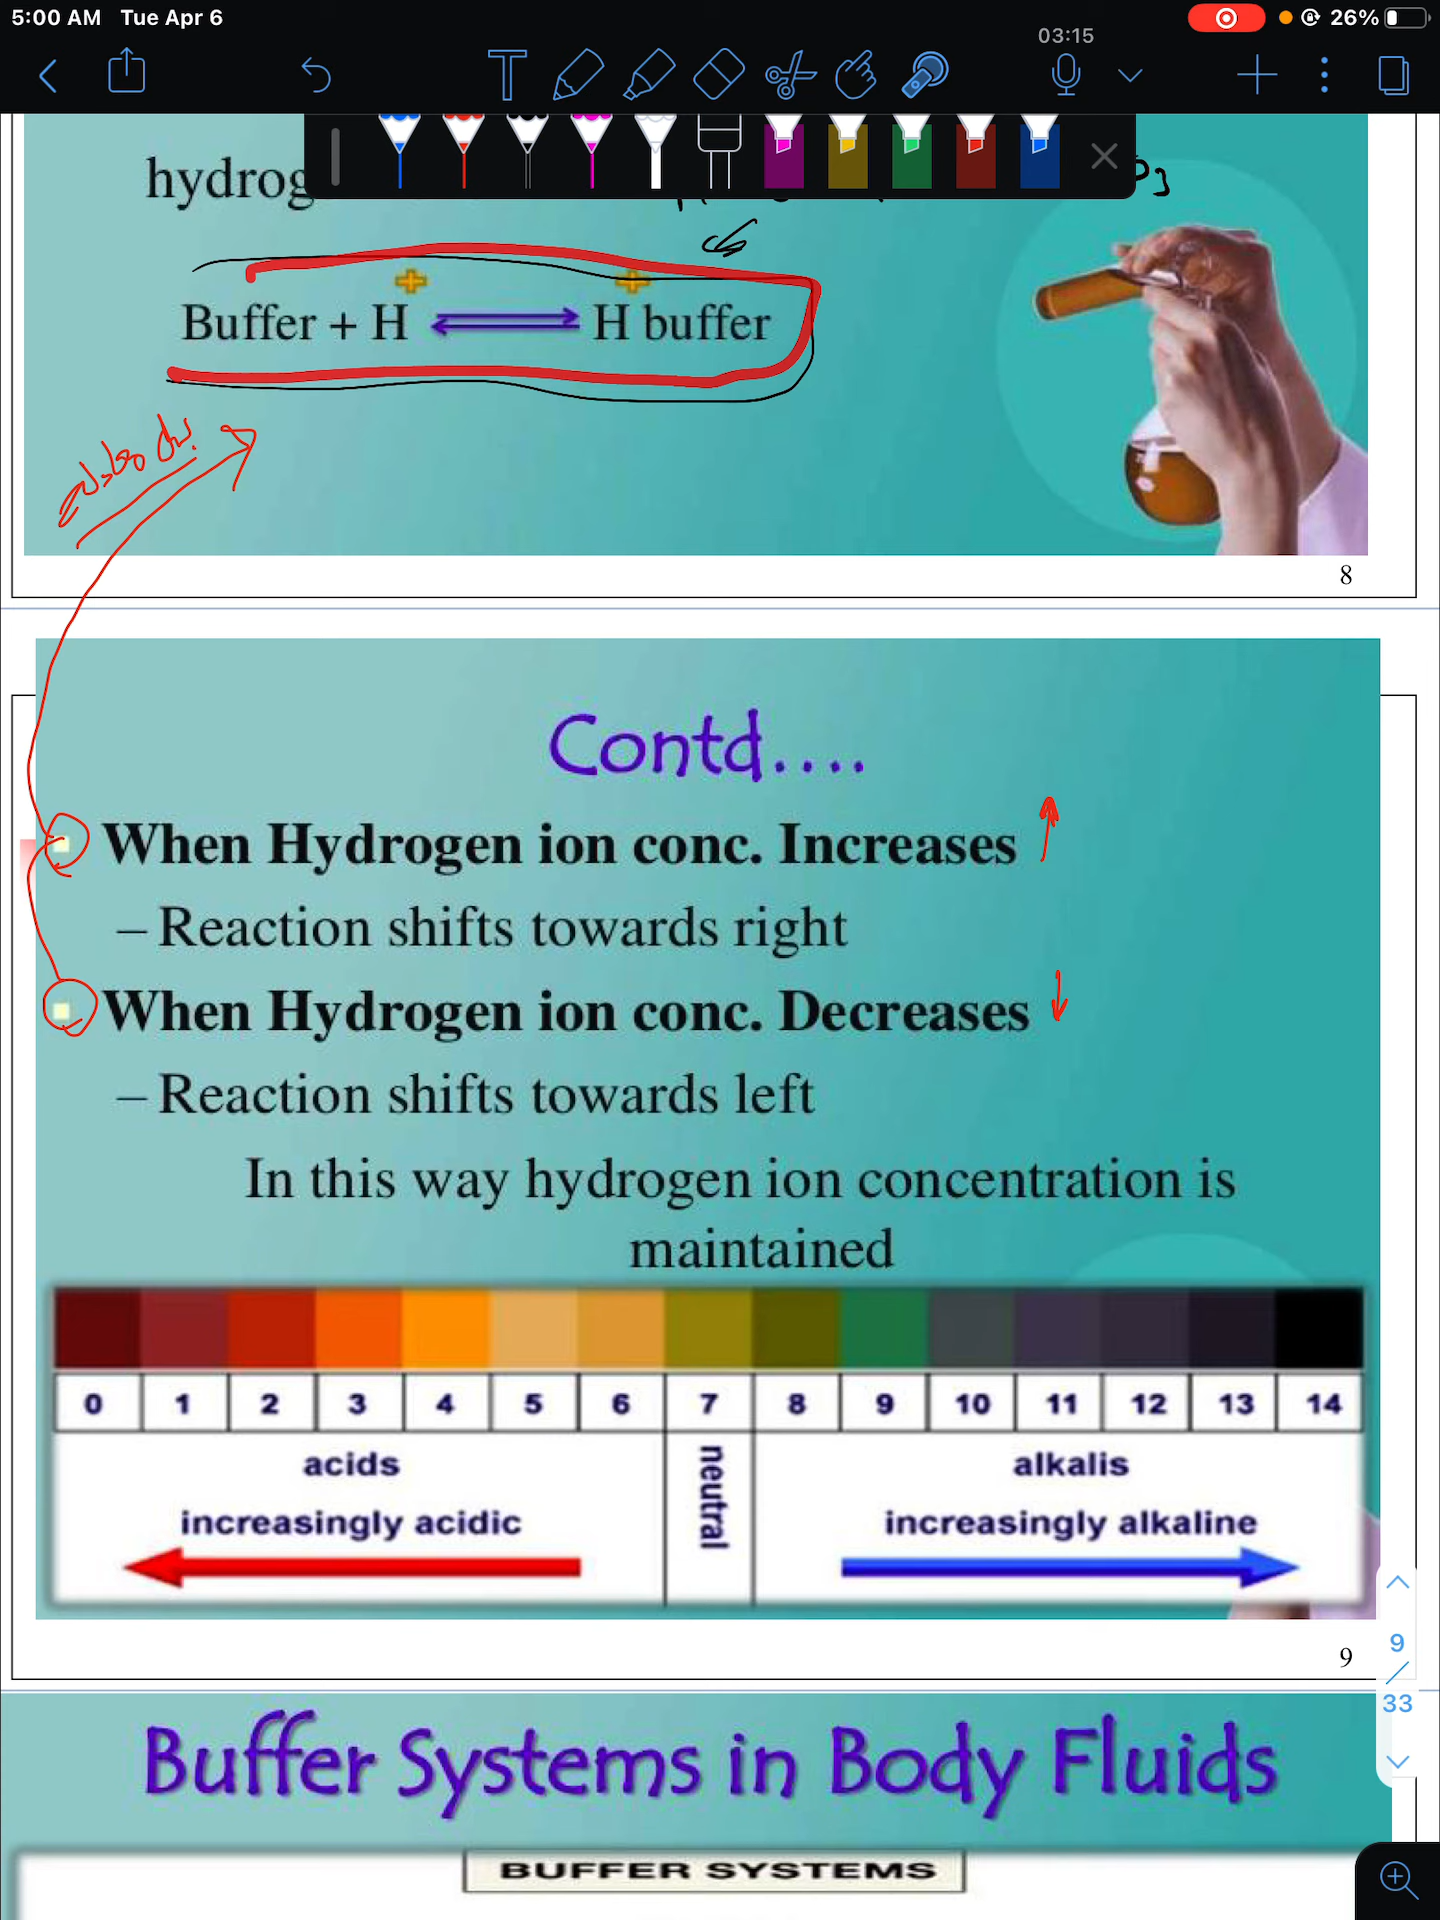 5:00 AM Tue Apr 6
26%
03:15
T
hydrog
Buffer + H ⇌ H buffer
8
Contd....
When Hydrogen ion conc. Increases ↑
– Reaction shifts towards right
When Hydrogen ion conc. Decreases ↓
– Reaction shifts towards left
In this way hydrogen ion concentration is
maintained
0 1 2 3 4 5 6 7 8 9 10 11 12 13 14
acids neutral alkalis
increasingly acidic increasingly alkaline
9
9
/
33
Buffer Systems in Body Fluids
BUFFER SYSTEMS